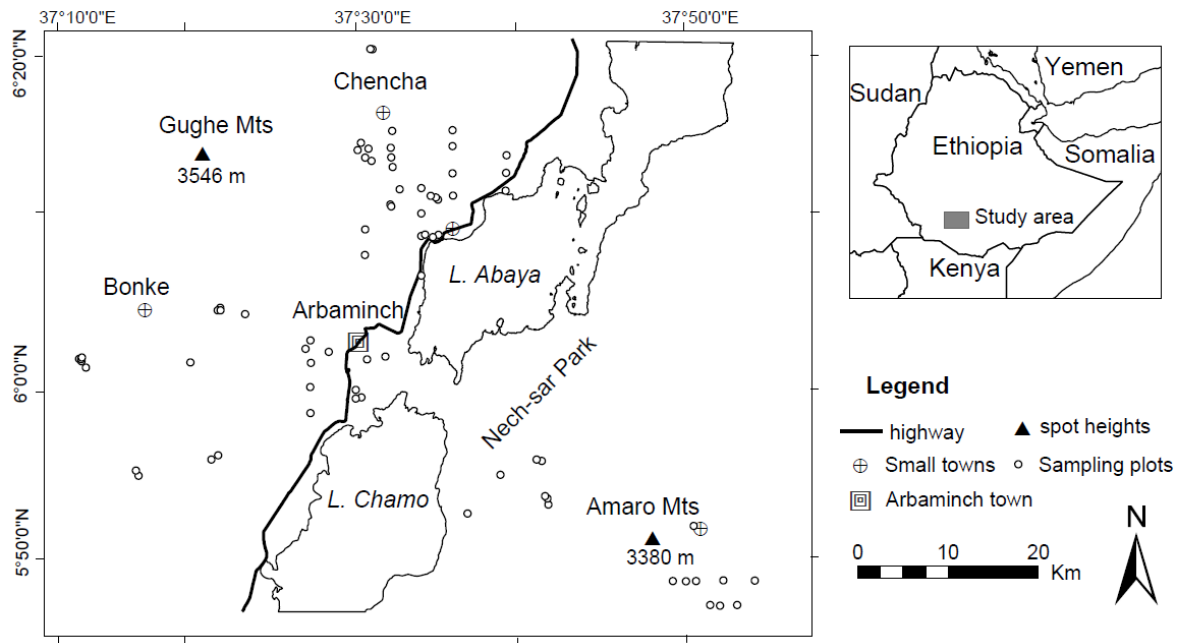 37°10'0"E
37°30'0"E
37°50'0"E
6°20'0"N
6°0'0"N
5°50'0"N
Chencha
Gughe Mts
3546 m
Bonke
Arbaminch
L. Abaya
Nech-sar Park
L. Chamo
Amaro Mts
3380 m
Yemen
Sudan
Ethiopia
Somalia
Study area
Kenya
Legend
highway
spot heights
Small towns
Sampling plots
Arbaminch town
N
0 10 20
Km